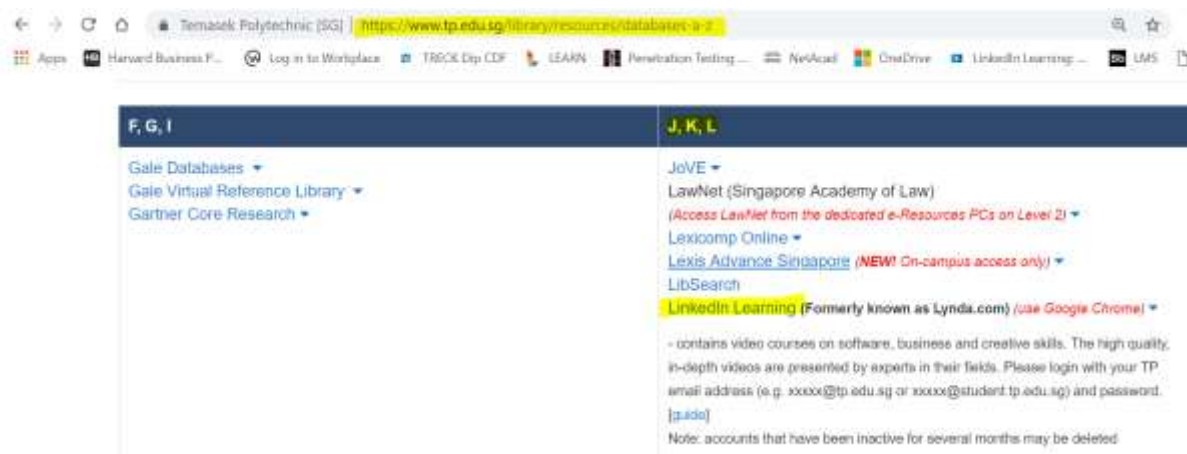 Temasek Polytechnic [SG] | https://www.tp.edu.sg/library/resources/databases-a-z
Apps Harvard Business P... Log in to Workplace TRECK Dip CDF LEARN Penetration Testing ... NetAcad OneDrive LinkedIn Learning: ... LMS
F, G, I
Gale Databases
Gale Virtual Reference Library
Gartner Core Research
J, K, L
JoVE
LawNet (Singapore Academy of Law)
(Access LawNet from the dedicated e-Resources PCs on Level 2)
Lexicomp Online
Lexis Advance Singapore (NEW! On-campus access only)
LibSearch
LinkedIn Learning (Formerly known as Lynda.com) (use Google Chrome)
- contains video courses on software, business and creative skills. The high quality,
in-depth videos are presented by experts in their fields. Please login with your TP
email address (e.g. xxxxx@tp.edu.sg or xxxxx@student.tp.edu.sg) and password.
[guide]
Note: accounts that have been inactive for several months may be deleted